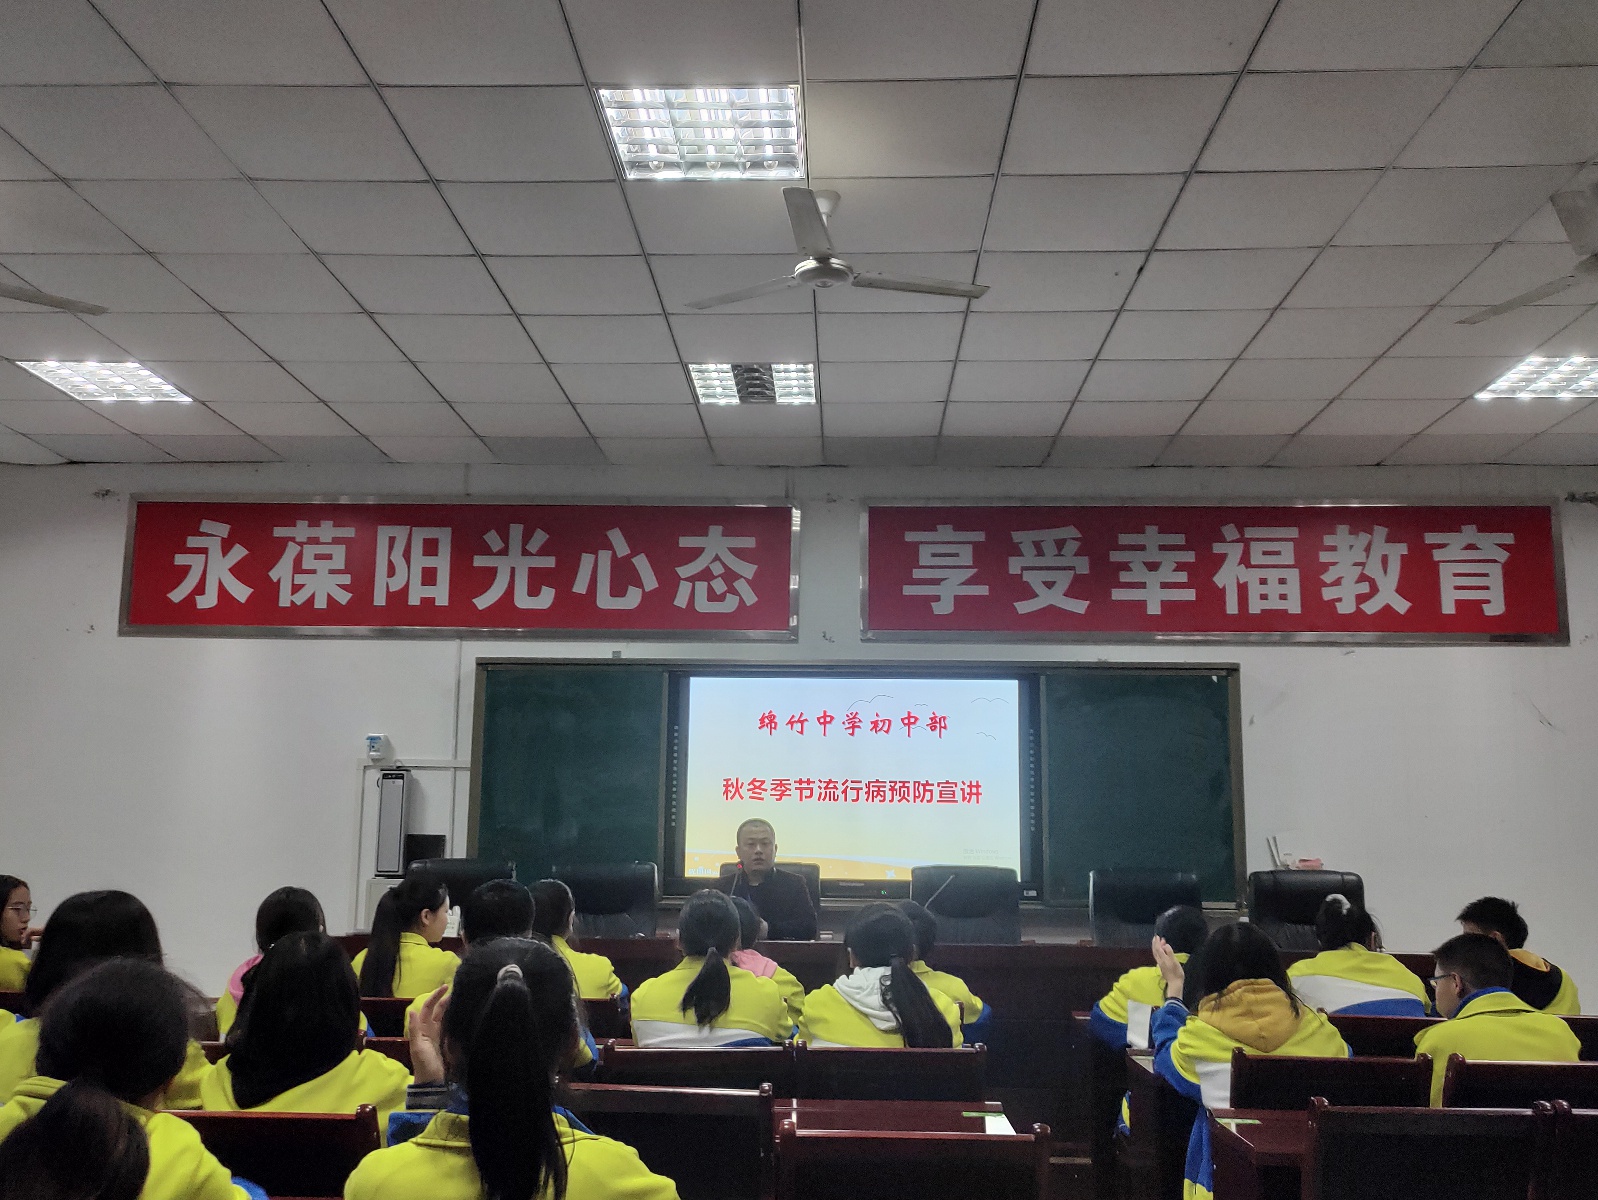 永葆阳光心态
享受幸福教育
绵竹中学初中部
秋冬季节流行病预防宣讲